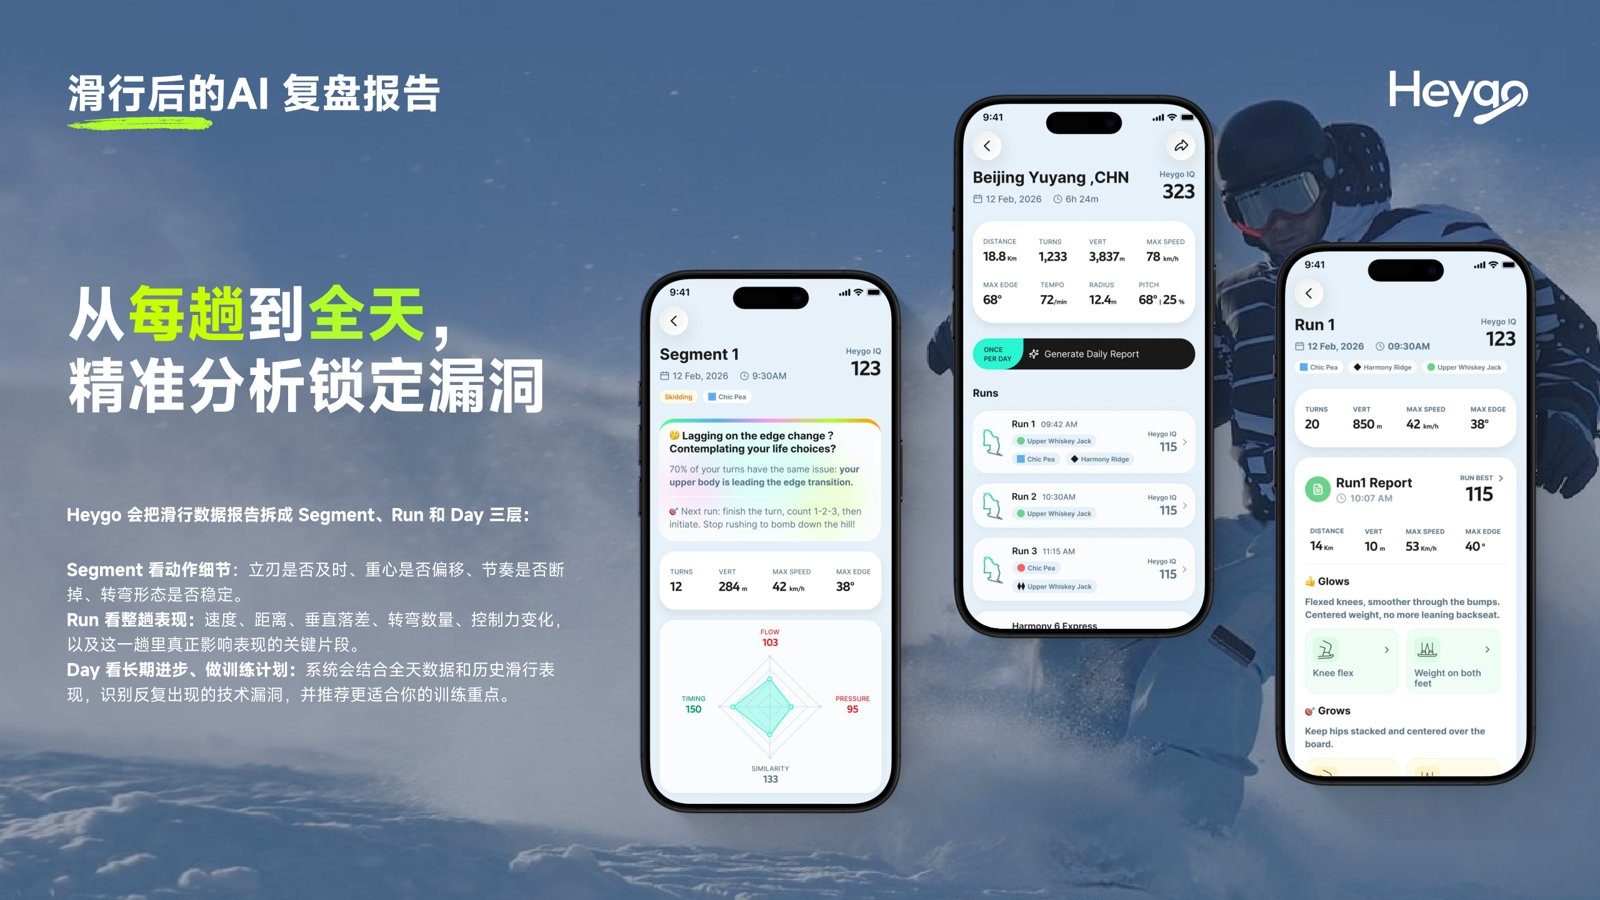 滑行后的AI 复盘报告
Heygo
从每趟到全天，
精准分析锁定漏洞
Heygo 会把滑行数据报告拆成 Segment、Run 和 Day 三层：
Segment 看动作细节：立刃是否及时、重心是否偏移、节奏是否断
掉、转弯形态是否稳定。
Run 看整趟表现：速度、距离、垂直落差、转弯数量、控制力变化，
以及这一趟里真正影响表现的关键片段。
Day 看长期进步、做训练计划：系统会结合全天数据和历史滑行表
现，识别反复出现的技术漏洞，并推荐更适合你的训练重点。
9:41
Segment 1
Heygo IQ
12 Feb, 2026 9:30AM
123
Skidding Chic Pea
Lagging on the edge change ?
Contemplating your life choices?
70% of your turns have the same issue: your
upper body is leading the edge transition.
Next run: finish the turn, count 1-2-3, then
initiate. Stop rushing to bomb down the hill!
TURNS VERT MAX SPEED MAX EDGE
12 284 m 42 km/h 38°
FLOW
103
TIMING
150
PRESSURE
95
SIMILARITY
133
9:41
Beijing Yuyang ,CHN
Heygo IQ
12 Feb, 2026 6h 24m
323
DISTANCE TURNS VERT MAX SPEED
18.8 Km 1,233 3,837 m 78 km/h
MAX EDGE TEMPO RADIUS PITCH
68° 72/min 12.4m 68° | 25 %
ONCE
PER DAY
Generate Daily Report
Runs
Run 1 09:42 AM
Upper Whiskey Jack
Chic Pea Harmony Ridge
Heygo IQ
115
Run 2 10:30AM
Upper Whiskey Jack
Heygo IQ
115
Run 3 11:15 AM
Chic Pea
Upper Whiskey Jack
Heygo IQ
115
Harmony 6 Express
9:41
Run 1
Heygo IQ
12 Feb, 2026 09:30AM
123
Chic Pea Harmony Ridge Upper Whiskey Jack
TURNS VERT MAX SPEED MAX EDGE
20 850 m 42 km/h 38°
Run1 Report
10:07 AM
RUN BEST
115
DISTANCE VERT MAX SPEED MAX EDGE
14 Km 10 m 53 Km/h 40°
Glows
Flexed knees, smoother through the bumps.
Centered weight, no more leaning backseat.
Knee flex
Weight on both
feet
Grows
Keep hips stacked and centered over the
board.